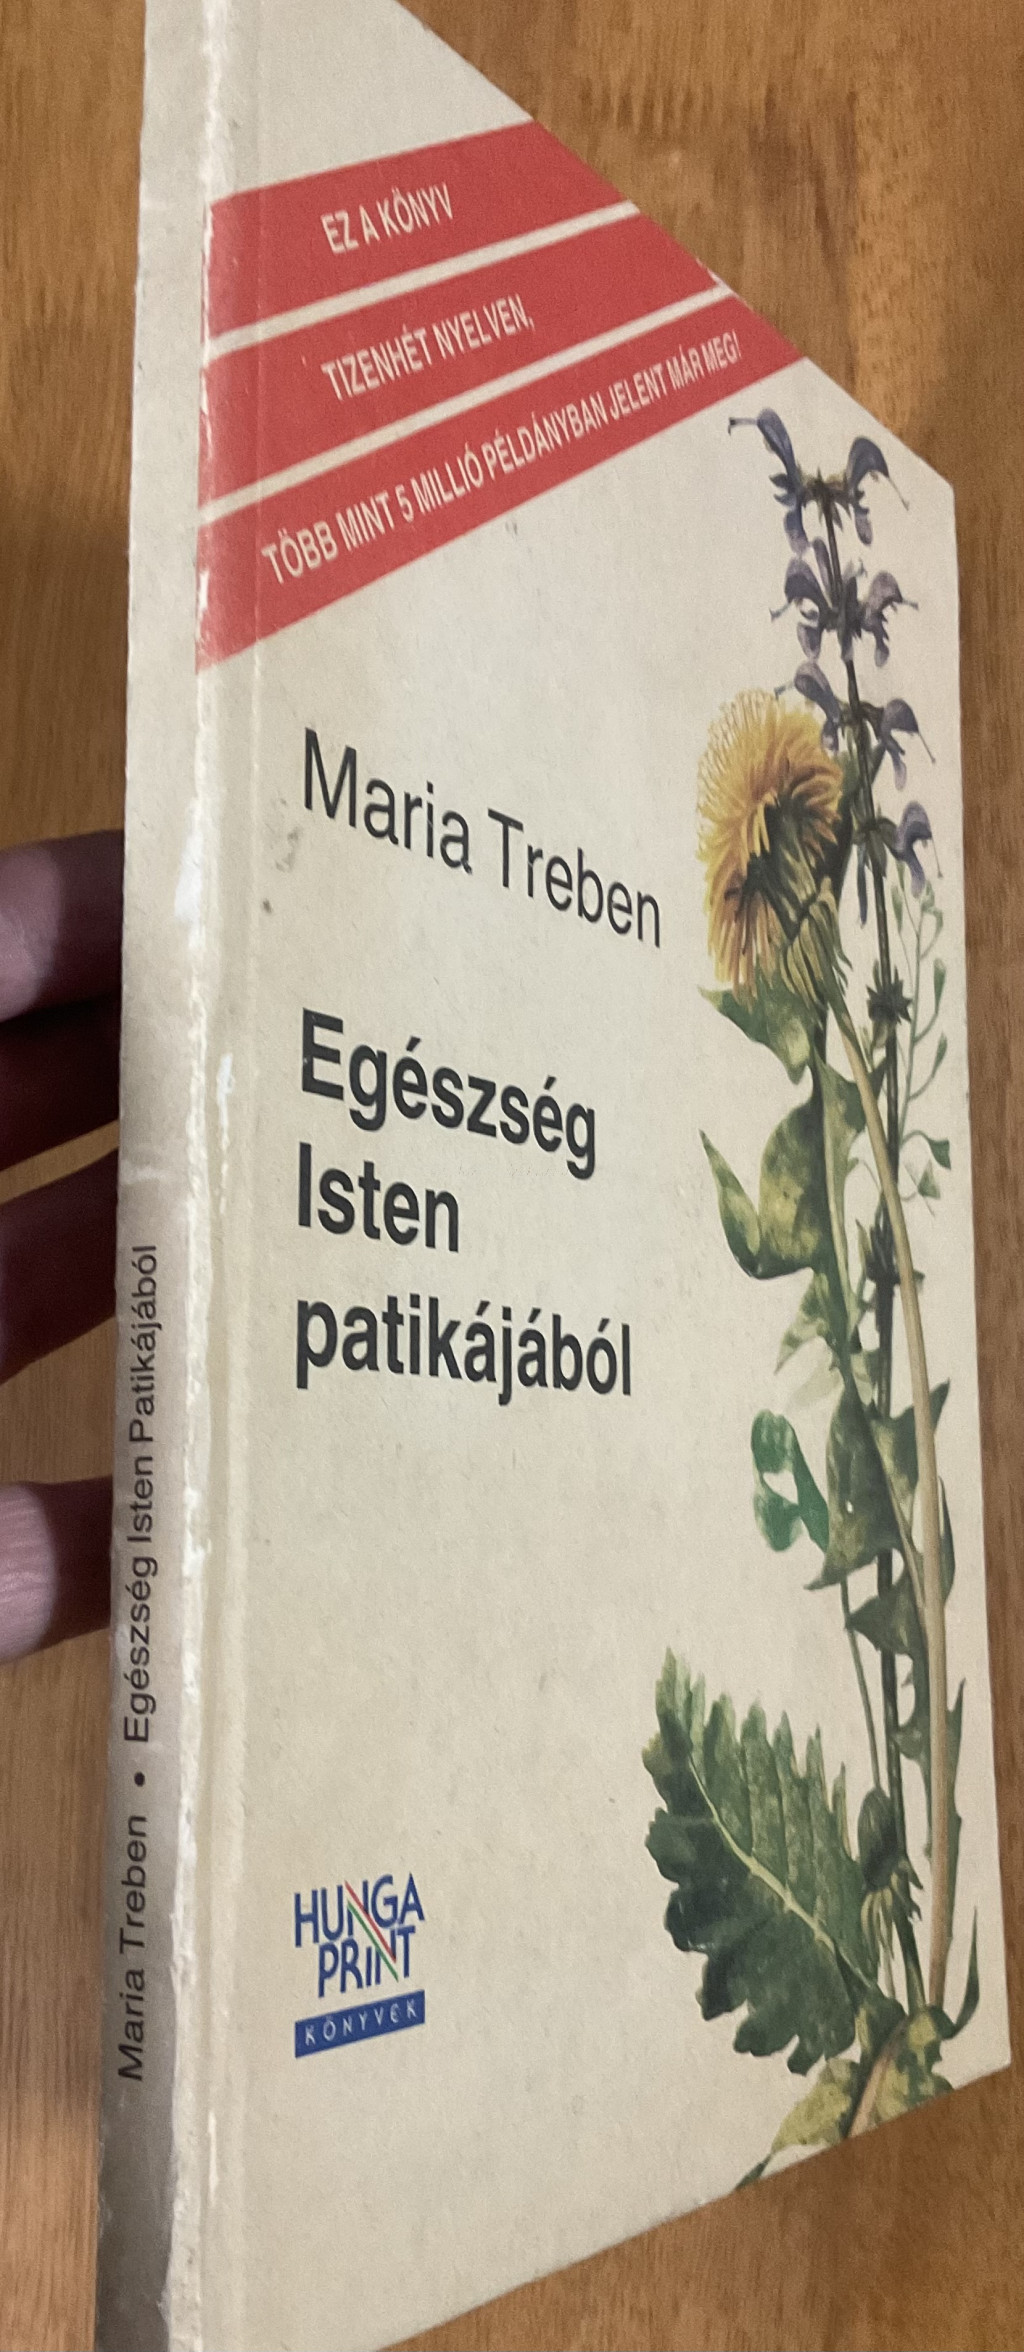 EZ A KÖNYV
TIZENHÉT NYELVEN,
TÖBB MINT 5 MILLIÓ PÉLDÁNYBAN JELENT MÁR MEG!
Maria Treben
Egészség
Isten
patikájából
HUNGA
PRINT
KÖNYVEK
Maria Treben • Egészség Isten Patikájából